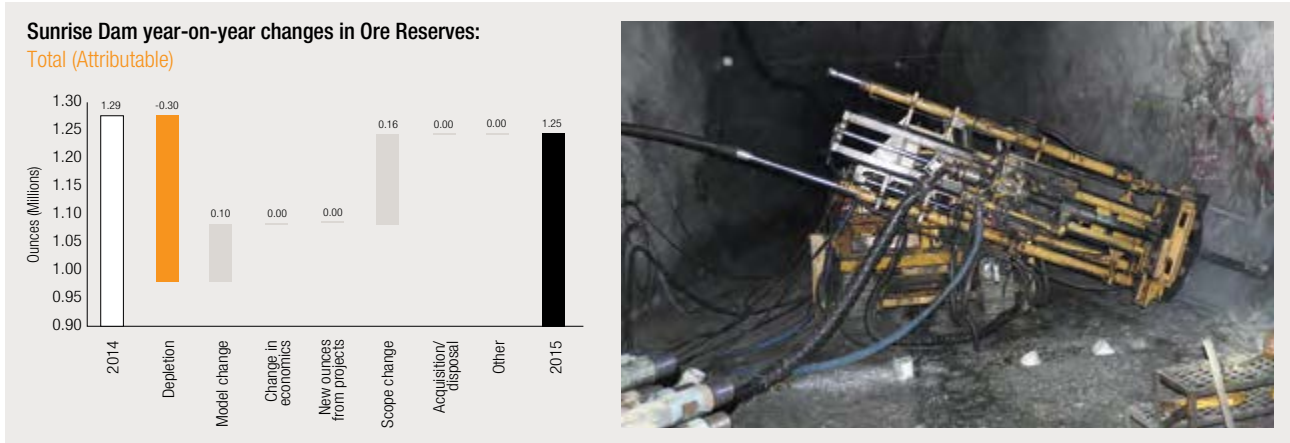 Sunrise Dam year-on-year changes in Ore Reserves:
Total (Attributable)
Ounces (Millions)
1.30
1.25
1.20
1.15
1.10
1.05
1.00
0.95
0.90
1.29
-0.30
0.10
0.00
0.00
0.16
0.00
0.00
1.25
2014
Depletion
Model change
Change in
economics
New ounces
from projects
Scope change
Acquisition/
disposal
Other
2015